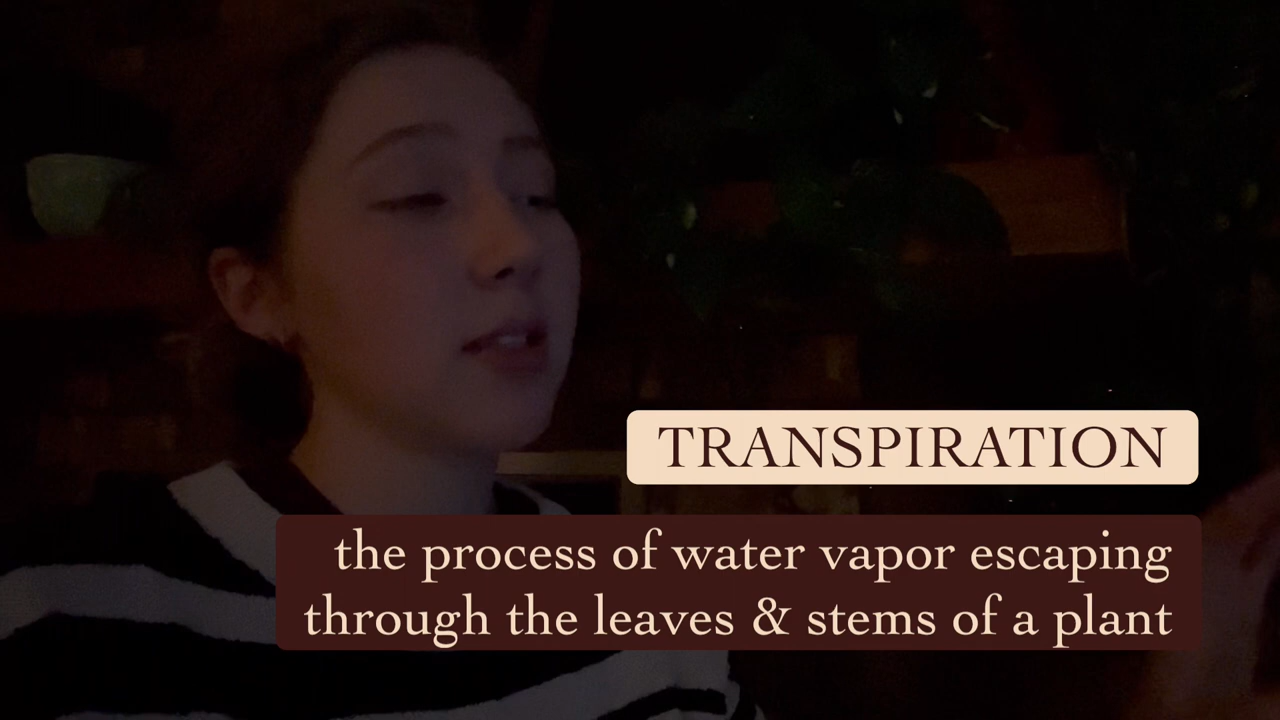 TRANSPIRATION
the process of water vapor escaping
through the leaves & stems of a plant